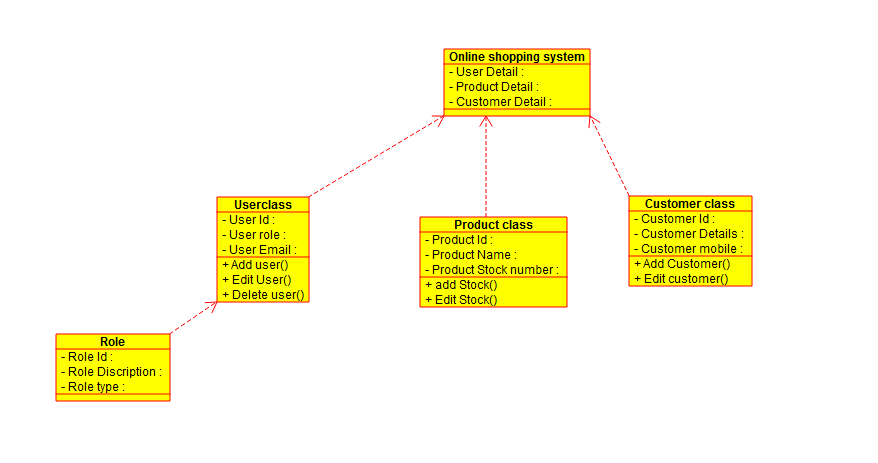 Online shopping system
- User Detail :
- Product Detail :
- Customer Detail :
Userclass
- User Id :
- User role :
- User Email :
+ Add user()
+ Edit User()
+ Delete user()
Product class
- Product Id :
- Product Name :
- Product Stock number :
+ add Stock()
+ Edit Stock()
Customer class
- Customer Id :
- Customer Details :
- Customer mobile :
+ Add Customer()
+ Edit customer()
Role
- Role Id :
- Role Discription :
- Role type :